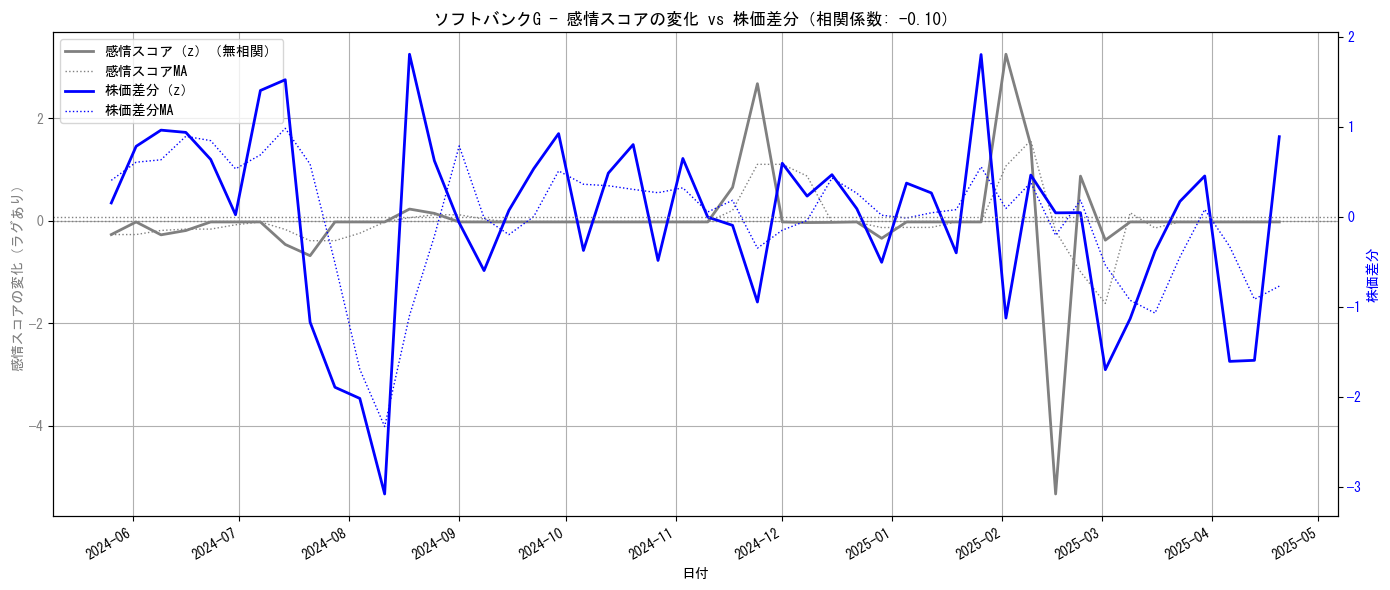 ソフトバンクG - 感情スコアの変化 vs 株価差分 (相関係数: -0.10)
感情スコア (z) (無相関)
感情スコアMA
株価差分 (z)
株価差分MA
感情スコアの変化 (ラグあり)
2
0
-2
-4
2
1
0
-1
-2
-3
株価差分
2024-06
2024-07
2024-08
2024-09
2024-10
2024-11
2024-12
2025-01
2025-02
2025-03
2025-04
2025-05
日付